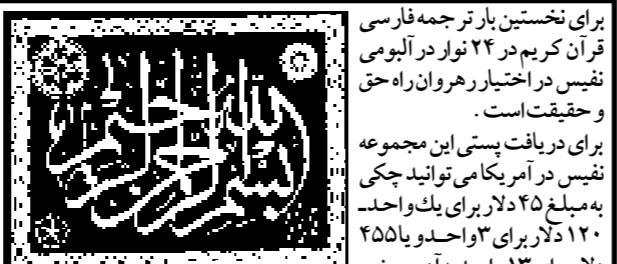 برای نخستین بار ترجمه فارسی
قرآن کریم در ۲۴ نوار در آلبومی
نفیس در اختیار رهروان راه حق
و حقیقت است .
برای دریافت پستی این مجموعه
نفیس در آمریکا می توانید چکی
به مبلغ ۴۵ دلار برای یك واحد ـ
۱۲۰ دلار برای ۳ واحد و یا ۴۵۵
بسم الله الرحمن الرحیم